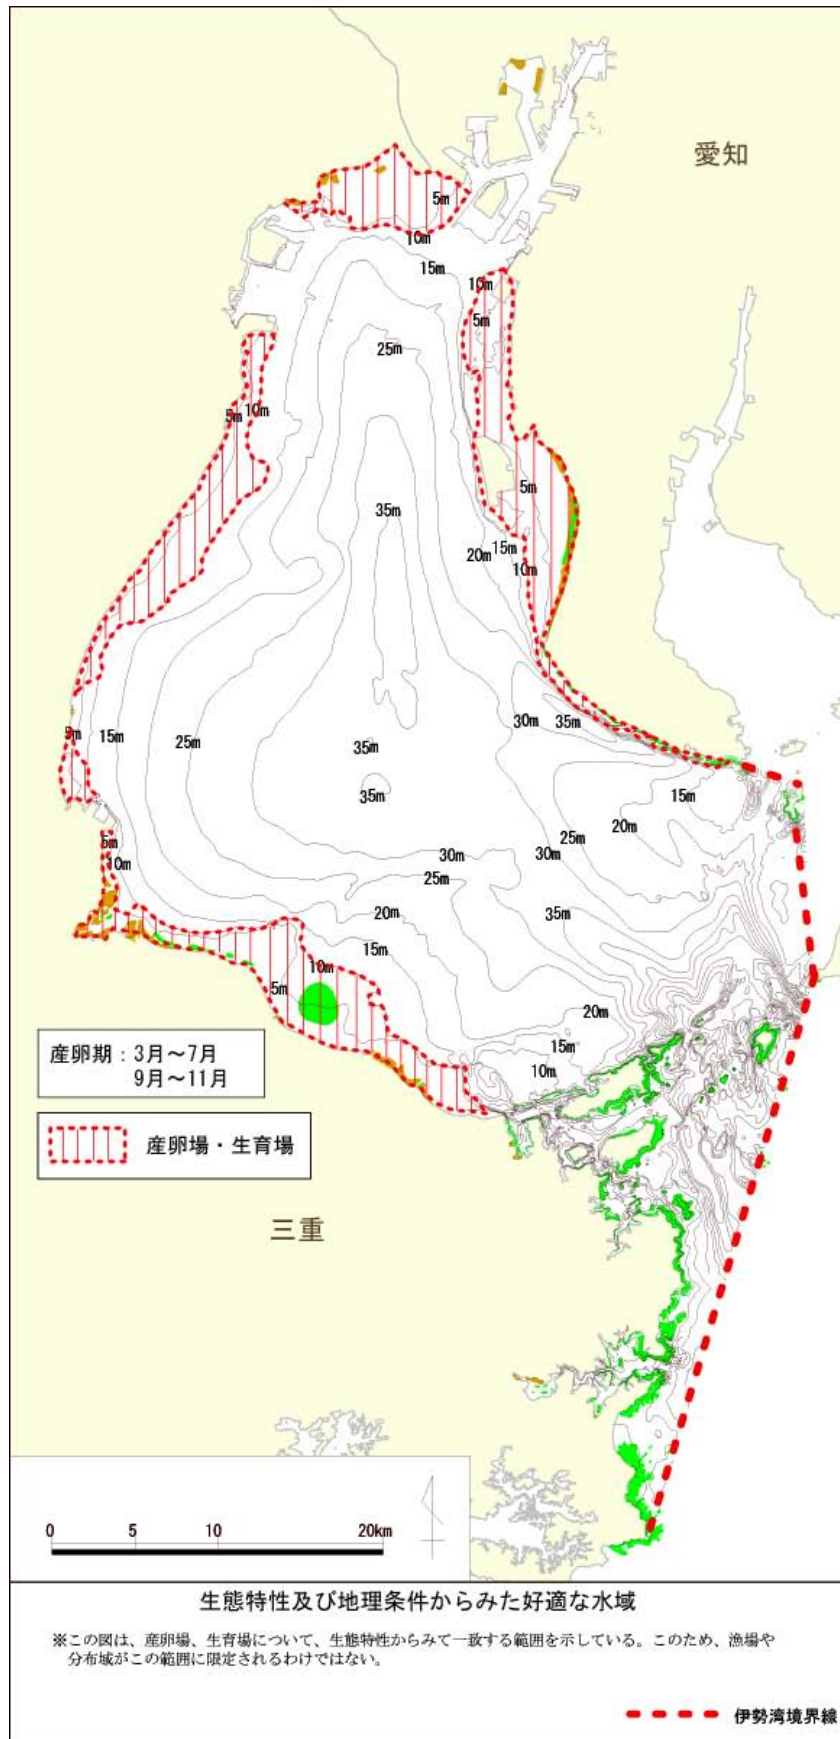 愛知
5m
10m
15m
10m
5m
25m
5m
10m
5m
35m
15m
20m
10m
30m
35m
5m
15m
25m
35m
15m
35m
20m
25m
5m
10m
30m
30m
25m
20m
35m
15m
10m
5m
20m
15m
10m
産卵期：3月～7月
9月～11月
産卵場・生育場
三重
0
5
10
20km
生態特性及び地理条件からみた好適な水域
※この図は、産卵場、生育場について、生態特性からみて一致する範囲を示している。このため、漁場や
分布域がこの範囲に限定されるわけではない。
伊勢湾境界線